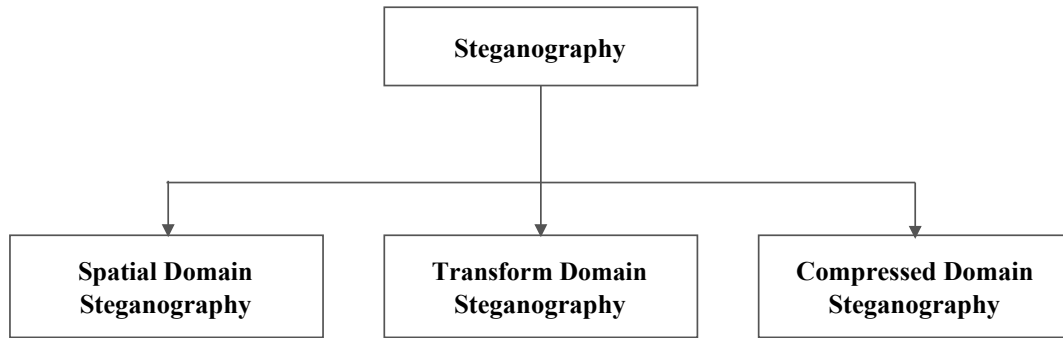 Steganography
Spatial Domain
Steganography
Transform Domain
Steganography
Compressed Domain
Steganography